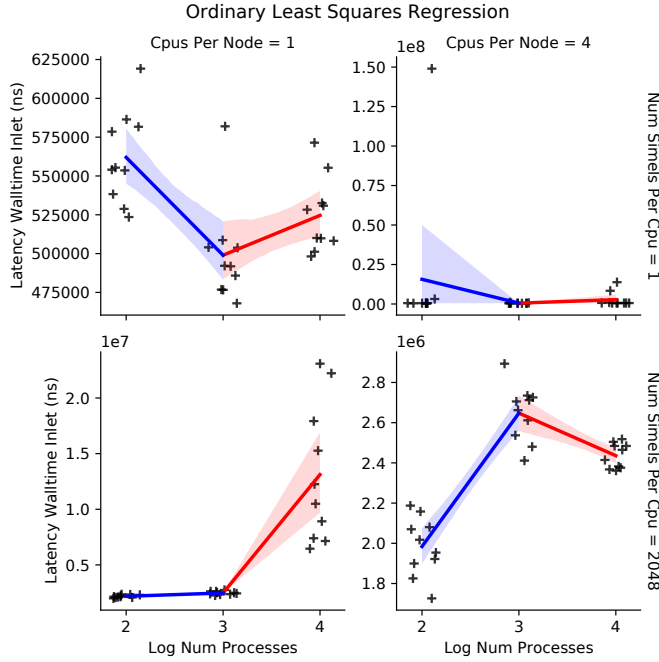 Ordinary Least Squares Regression
Cpus Per Node = 1
Cpus Per Node = 4
Latency Walltime Inlet (ns)
625000
600000
575000
550000
525000
500000
475000
1e8
1.50
1.25
1.00
0.75
0.50
0.25
0.00
Num Simels Per Cpu = 1
Latency Walltime Inlet (ns)
1e7
2.0
1.5
1.0
0.5
2
3
4
Log Num Processes
1e6
2.8
2.6
2.4
2.2
2.0
1.8
2
3
4
Log Num Processes
Num Simels Per Cpu = 2048